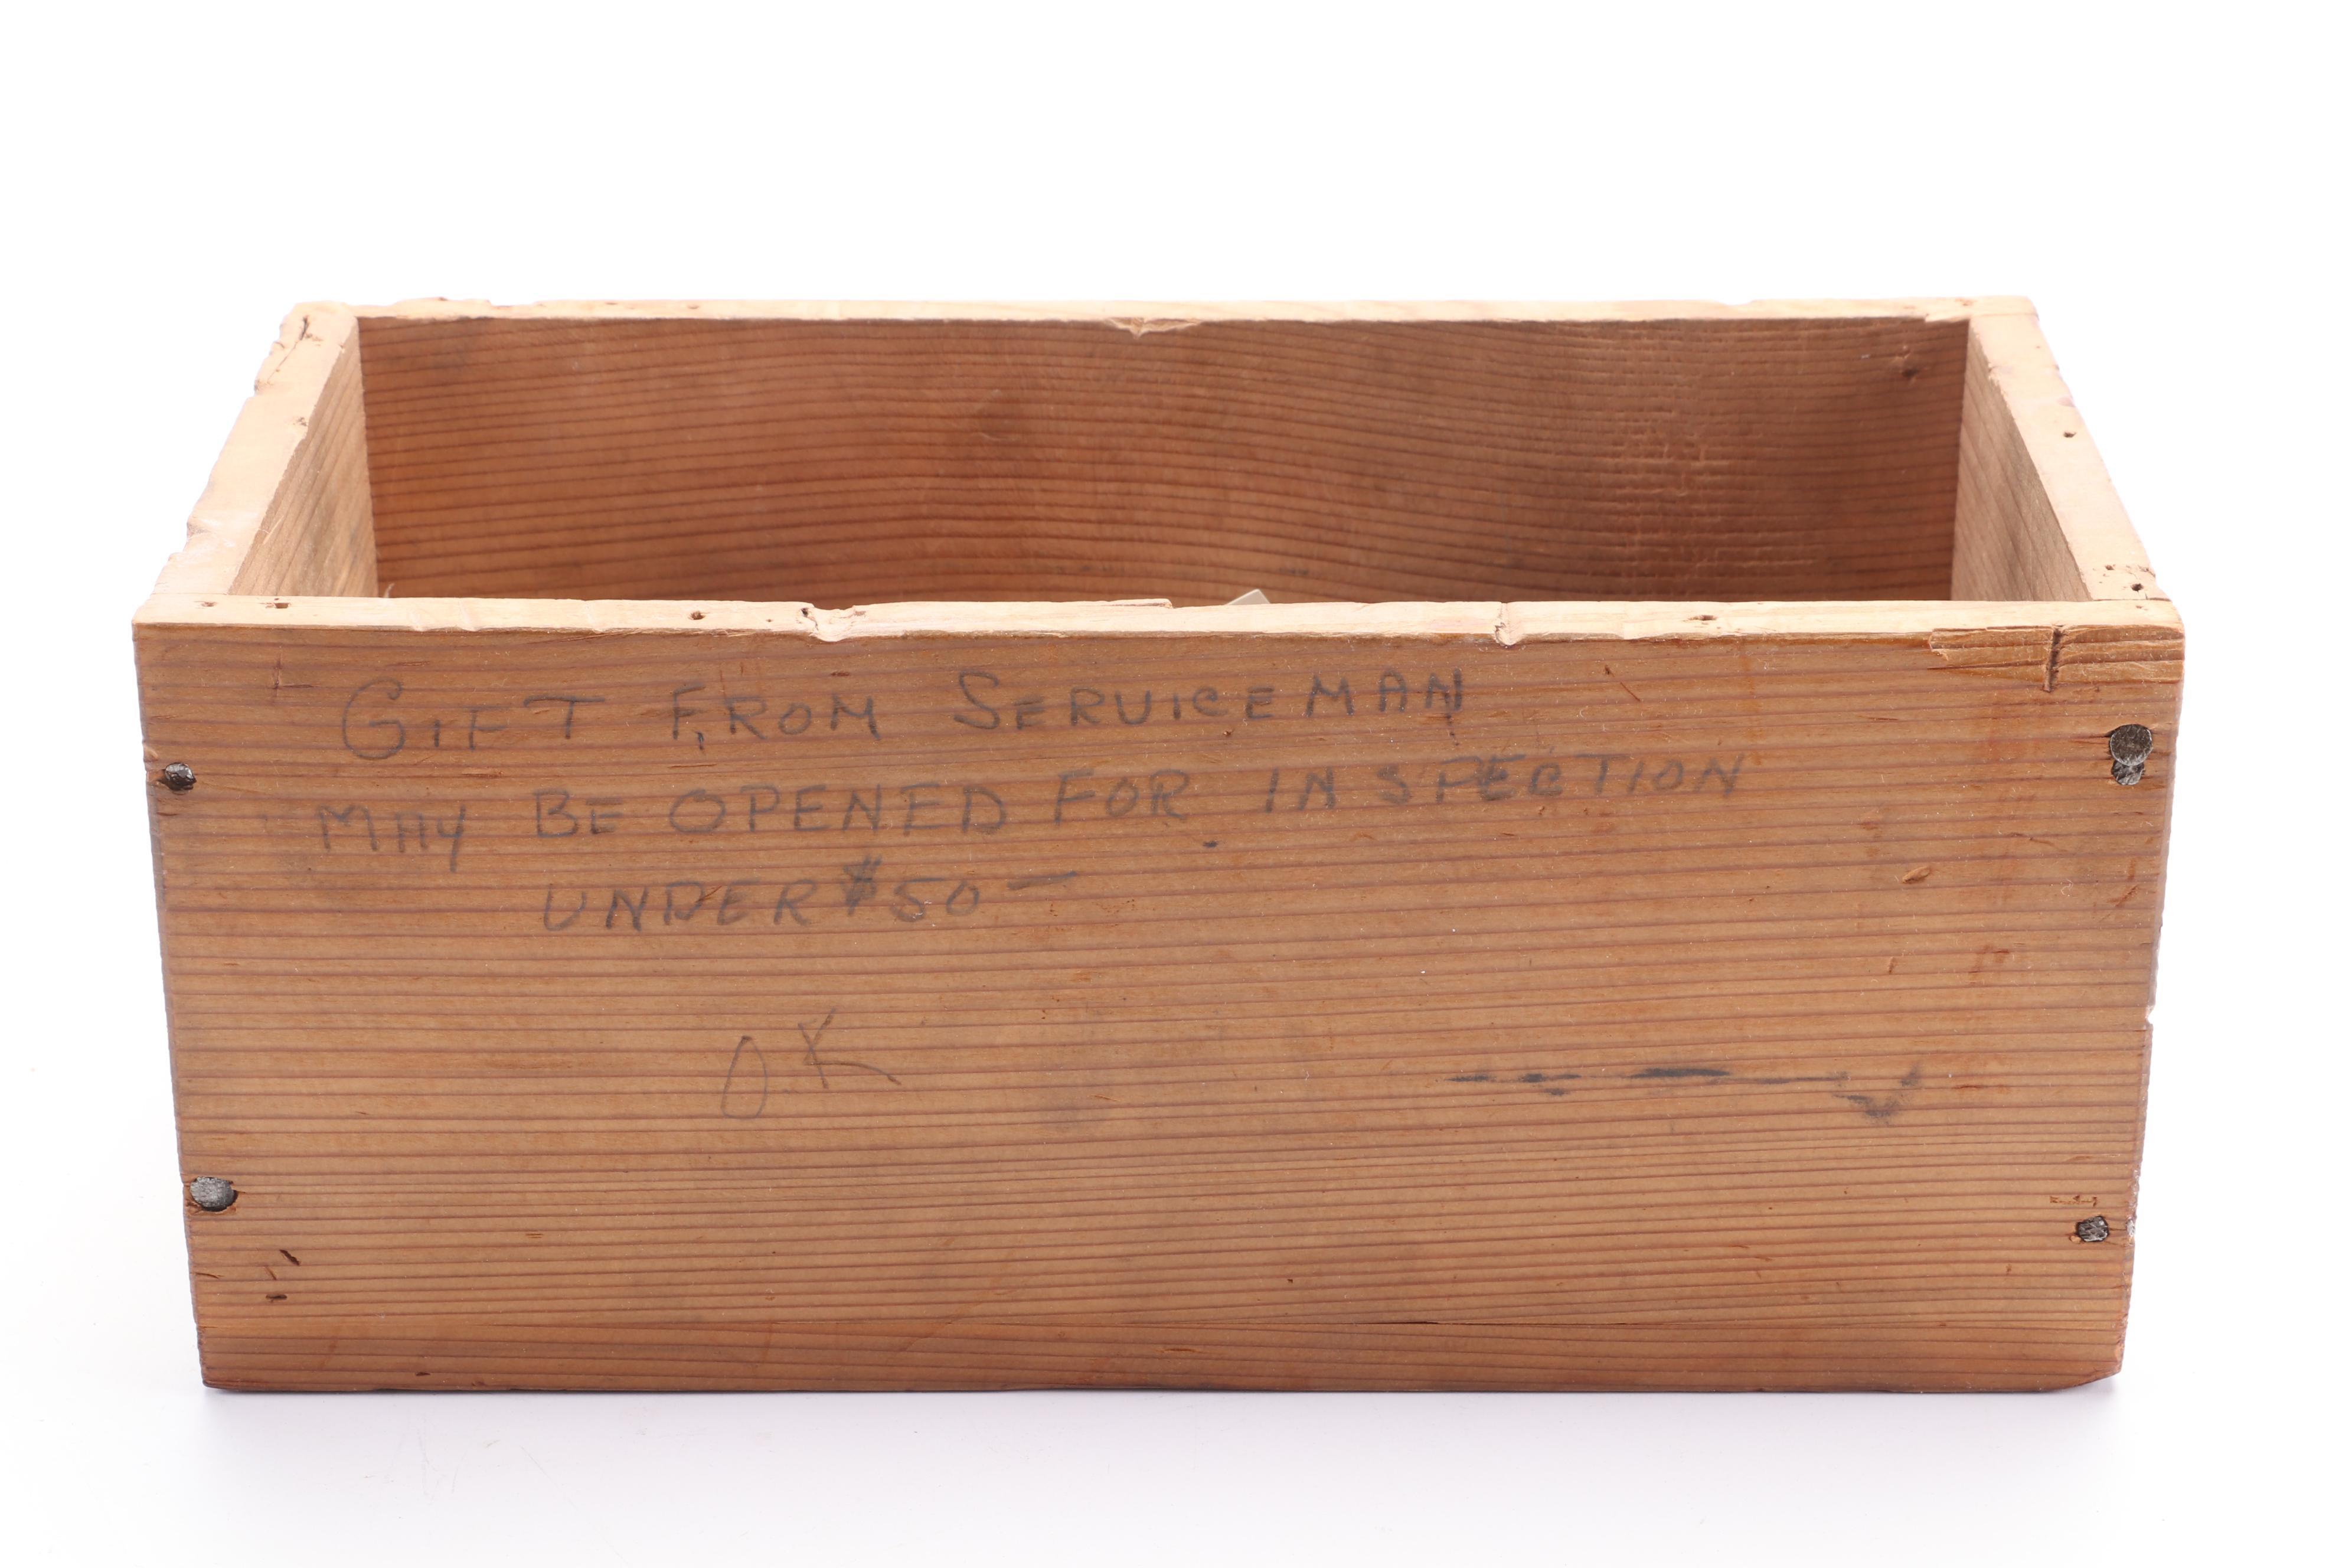 GIFT FROM SERVICEMAN
MAY BE OPENED FOR INSPECTION
UNDER $50—
O.K